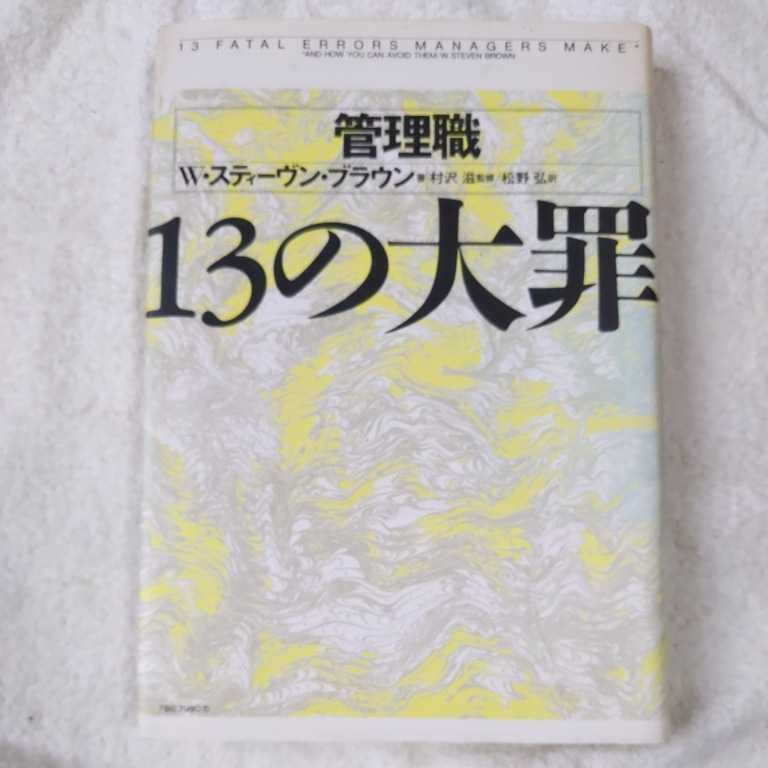 13 FATAL ERRORS MANAGERS MAKE*
*AND HOW YOU CAN AVOID THEM/W. STEVEN BROWN
管理職
W・スティーヴン・ブラウン著 村沢 滋監修/松野 弘訳
13の大罪